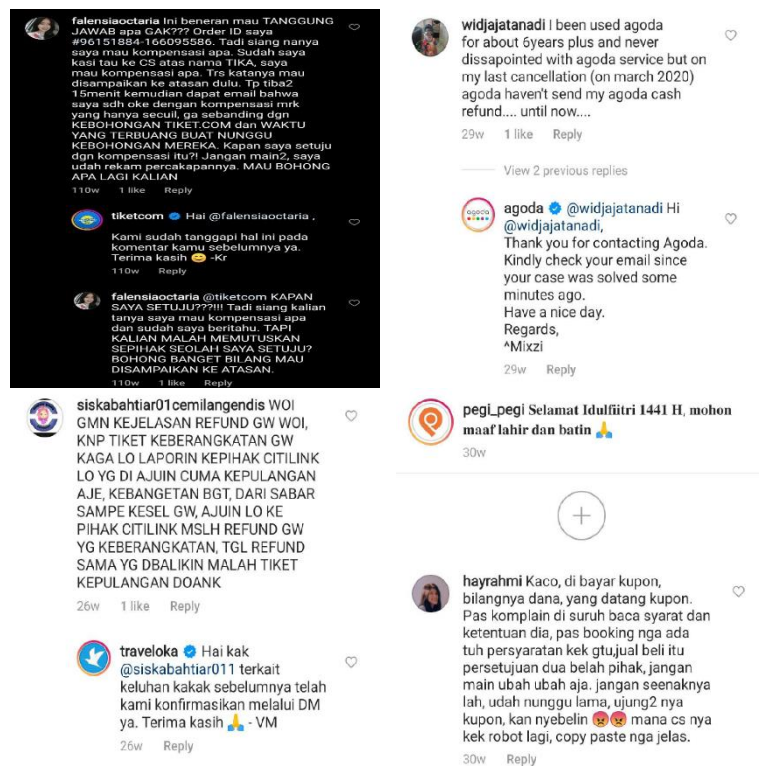 falensiaoctaria Ini beneran mau TANGGUNG
JAWAB apa GAK??? Order ID saya
#96151884-166095586. Tadi siang nanya
saya mau kompensasi apa. Sudah saya
kasi tau ke CS atas nama TIKA, saya
mau kompensasi apa. Trs katanya mau
disampaikan ke atasan dulu. Tp tiba2
15menit kemudian dapat email bahwa
saya sdh oke dengan kompensasi mrk
yang hanya secuil, ga sebanding dgn
KEBOHONGAN TIKET.COM dan WAKTU
YANG TERBUANG BUAT NUNGGU
KEBOHONGAN MEREKA. Kapan saya setuju
dgn kompensasi itu?! Jangan main2, saya
udah rekam percakapannya. MAU BOHONG
APA LAGI KALIAN
110w 1 like Reply
tiketcom Hai @falensiaoctaria ,
Kami sudah tanggapi hal ini pada
komentar kamu sebelumnya ya.
Terima kasih 😊 -Kr
110w Reply
falensiaoctaria @tiketcom KAPAN
SAYA SETUJU???!!! Tadi siang kalian
tanya saya mau kompensasi apa
dan sudah saya beritahu. TAPI
KALIAN MALAH MEMUTUSKAN
SEPIHAK SEOLAH SAYA SETUJU?
BOHONG BANGET BILANG MAU
DISAMPAIKAN KE ATASAN.
110w 1 like Reply
widjajatanadi I been used agoda
for about 6years plus and never
dissapointed with agoda service but on
my last cancellation (on march 2020)
agoda haven't send my agoda cash
refund.... until now....
29w 1 like Reply
View 2 previous replies
agoda
agoda @widjajatanadi Hi
@widjajatanadi,
Thank you for contacting Agoda.
Kindly check your email since
your case was solved some
minutes ago.
Have a nice day.
Regards,
^Mixzi
29w Reply
siskabahtiar01cemilangendis WOI
GMN KEJELASAN REFUND GW WOI,
KNP TIKET KEBERANGKATAN GW
KAGA LO LAPORIN KEPIHAK CITILINK
LO YG DI AJUIN CUMA KEPULANGAN
AJE, KEBANGETAN BGT, DARI SABAR
SAMPE KESEL GW, AJUIN LO KE
PIHAK CITILINK MSLH REFUND GW
YG KEBERANGKATAN, TGL REFUND
SAMA YG DBALIKIN MALAH TIKET
KEPULANGAN DOANK
26w 1 like Reply
traveloka Hai kak
@siskabahtiar011 terkait
keluhan kakak sebelumnya telah
kami konfirmasikan melalui DM
ya. Terima kasih 🙏 - VM
26w Reply
pegi_pegi Selamat Idulfiitri 1441 H, mohon
maaf lahir dan batin 🙏
30w
hayrahmi Kaco, di bayar kupon,
bilangnya dana, yang datang kupon.
Pas komplain di suruh baca syarat dan
ketentuan dia, pas booking nga ada
tuh persyaratan kek gtu,jual beli itu
persetujuan dua belah pihak, jangan
main ubah ubah aja. jangan seenaknya
lah, udah nunggu lama, ujung2 nya
kupon, kan nyebelin 😡😡 mana cs nya
kek robot lagi, copy paste nga jelas.
30w Reply